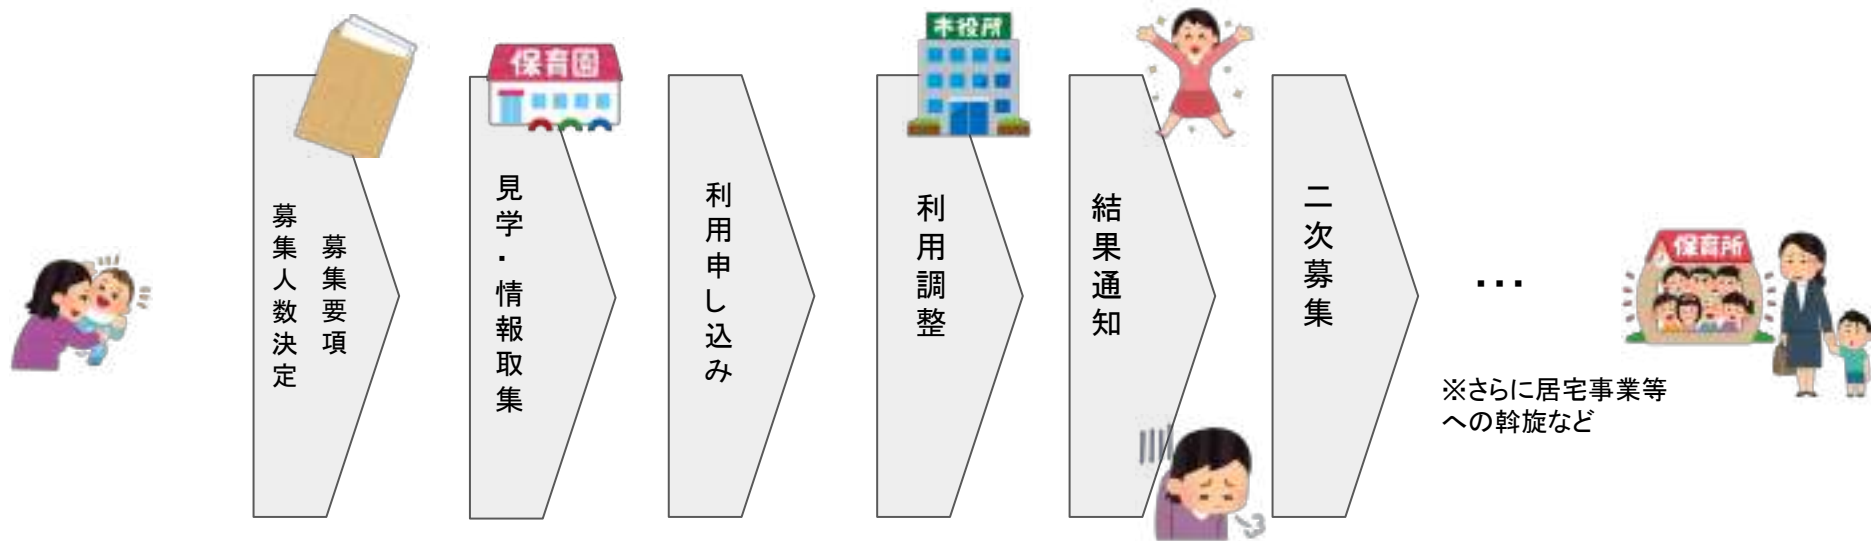 募集要項
募集人数決定
保育園
見学・情報取集
利用申し込み
市役所
利用調整
結果通知
二次募集
...
※さらに居宅事業等
への斡旋など
保育所